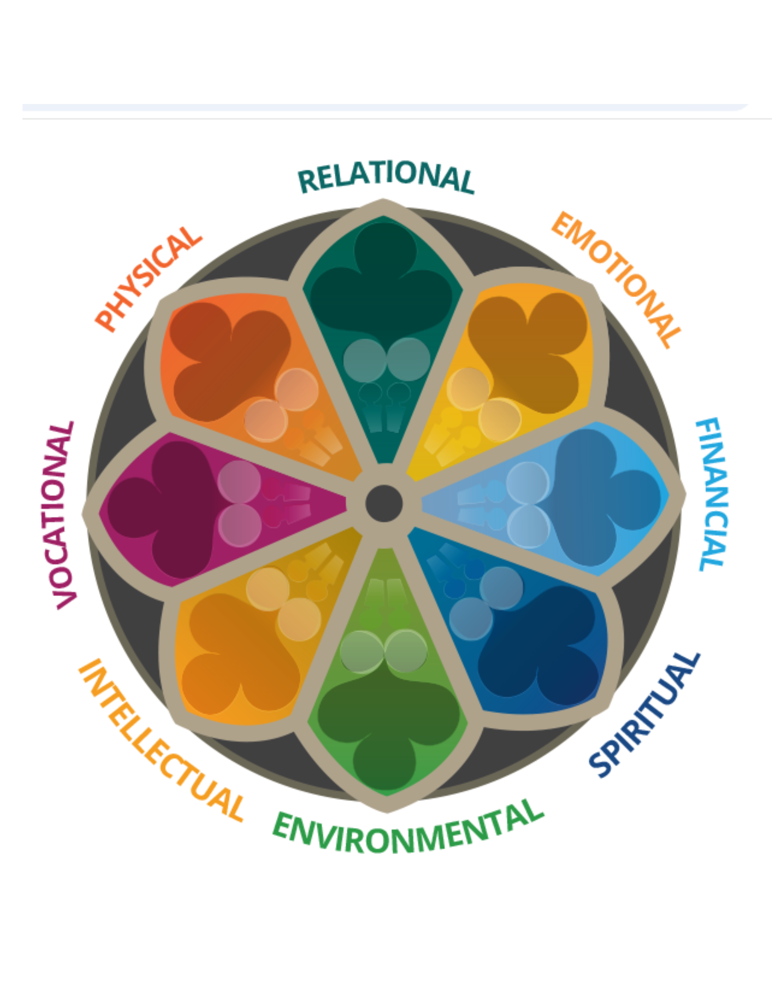 RELATIONAL
EMOTIONAL
FINANCIAL
SPIRITUAL
ENVIRONMENTAL
INTELLECTUAL
VOCATIONAL
PHYSICAL